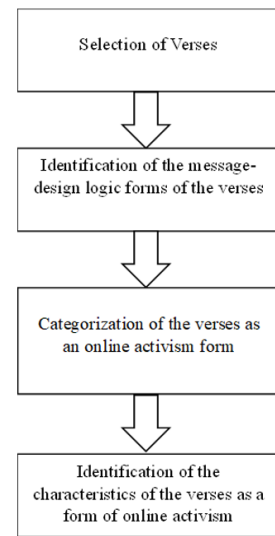 Selection of Verses
Identification of the message-
design logic forms of the verses
Categorization of the verses as
an online activism form
Identification of the
characteristics of the verses as a
form of online activism